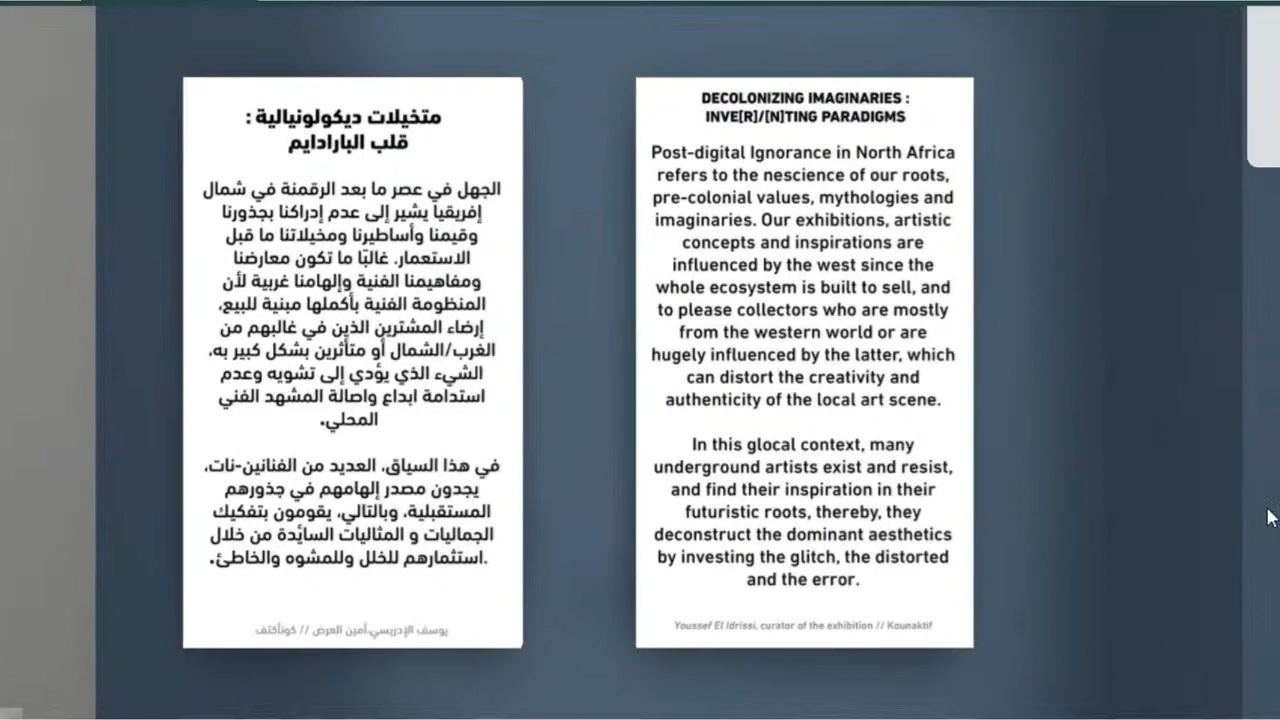 متخيلات ديكولونيالية :
قلب البارادايم
الجهل في عصر ما بعد الرقمنة في شمال
إفريقيا يشير إلى عدم إدراكنا بجذورنا
وقيمنا وأساطيرنا ومخيلاتنا ما قبل
الاستعمار. غالبًا ما تكون معارضنا
ومفاهيمنا الفنية وإلهامنا غربية لأن
المنظومة الفنية بأكملها مبنية للبيع،
إرضاء المشترين الذين في غالبهم من
الغرب/الشمال أو متأثرين بشكل كبير به،
الشيء الذي يؤدي إلى تشويه وعدم
استدامة ابداع واصالة المشهد الفني
المحلي.
في هذا السياق، العديد من الفنانين-نات،
يجدون مصدر إلهامهم في جذورهم
المستقبلية، وبالتالي، يقومون بتفكيك
الجماليات و المثاليات السايًدة من خلال
.استثمارهم للخلل وللمشوه والخاطئ.
يوسف الإدريسي،أمين العرض // كوناكتف
DECOLONIZING IMAGINARIES :
INVE[R]/[N]TING PARADIGMS
Post-digital Ignorance in North Africa
refers to the nescience of our roots,
pre-colonial values, mythologies and
imaginaries. Our exhibitions, artistic
concepts and inspirations are
influenced by the west since the
whole ecosystem is built to sell, and
to please collectors who are mostly
from the western world or are
hugely influenced by the latter, which
can distort the creativity and
authenticity of the local art scene.
In this glocal context, many
underground artists exist and resist,
and find their inspiration in their
futuristic roots, thereby, they
deconstruct the dominant aesthetics
by investing the glitch, the distorted
and the error.
Youssef El Idrissi, curator of the exhibition // Kounaktif